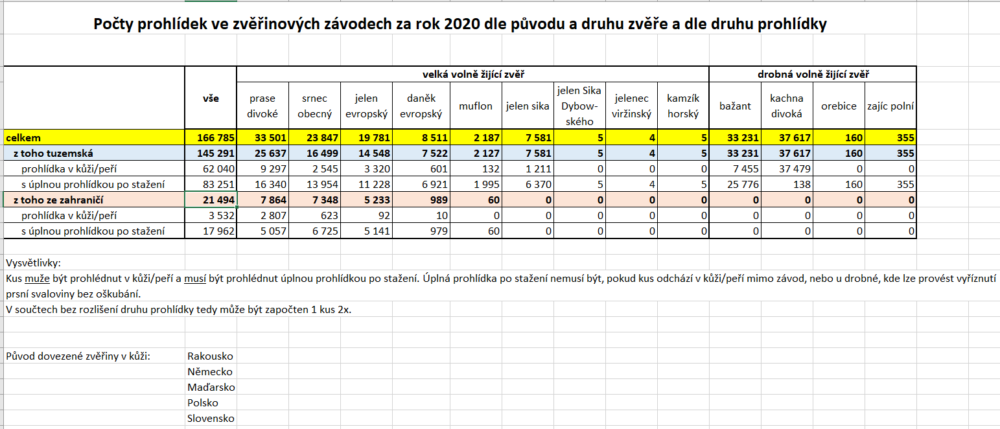 Počty prohlídek ve zvěřinových závodech za rok 2020 dle původu a druhu zvěře a dle druhu prohlídky
vše velká volně žijící zvěř drobná volně žijící zvěř
prase divoké srnec obecný jelen evropský daněk evropský muflon jelen sika jelen Sika Dybow-ského jelenec viržinský kamzík horský bažant kachna divoká orebice zajíc polní
celkem 166 785 33 501 23 847 19 781 8 511 2 187 7 581 5 4 5 33 231 37 617 160 355
z toho tuzemská 145 291 25 637 16 499 14 548 7 522 2 127 7 581 5 4 5 33 231 37 617 160 355
prohlídka v kůži/peří 62 040 9 297 2 545 3 320 601 132 1 211 0 0 0 7 455 37 479 0 0
s úplnou prohlídkou po stažení 83 251 16 340 13 954 11 228 6 921 1 995 6 370 5 4 5 25 776 138 160 355
z toho ze zahraničí 21 494 7 864 7 348 5 233 989 60 0 0 0 0 0 0 0 0
prohlídka v kůži/peří 3 532 2 807 623 92 10 0 0 0 0 0 0 0 0 0
s úplnou prohlídkou po stažení 17 962 5 057 6 725 5 141 979 60 0 0 0 0 0 0 0 0
Vysvětlivky:
Kus muže být prohlédnut v kůži/peří a musí být prohlédnut úplnou prohlídkou po stažení. Úplná prohlídka po stažení nemusí být, pokud kus odchází v kůži/peří mimo závod, nebo u drobné, kde lze provést vyříznutí
prsní svaloviny bez oškubání.
V součtech bez rozlišení druhu prohlídky tedy může být započten 1 kus 2x.
Původ dovezené zvěřiny v kůži: Rakousko
Německo
Maďarsko
Polsko
Slovensko